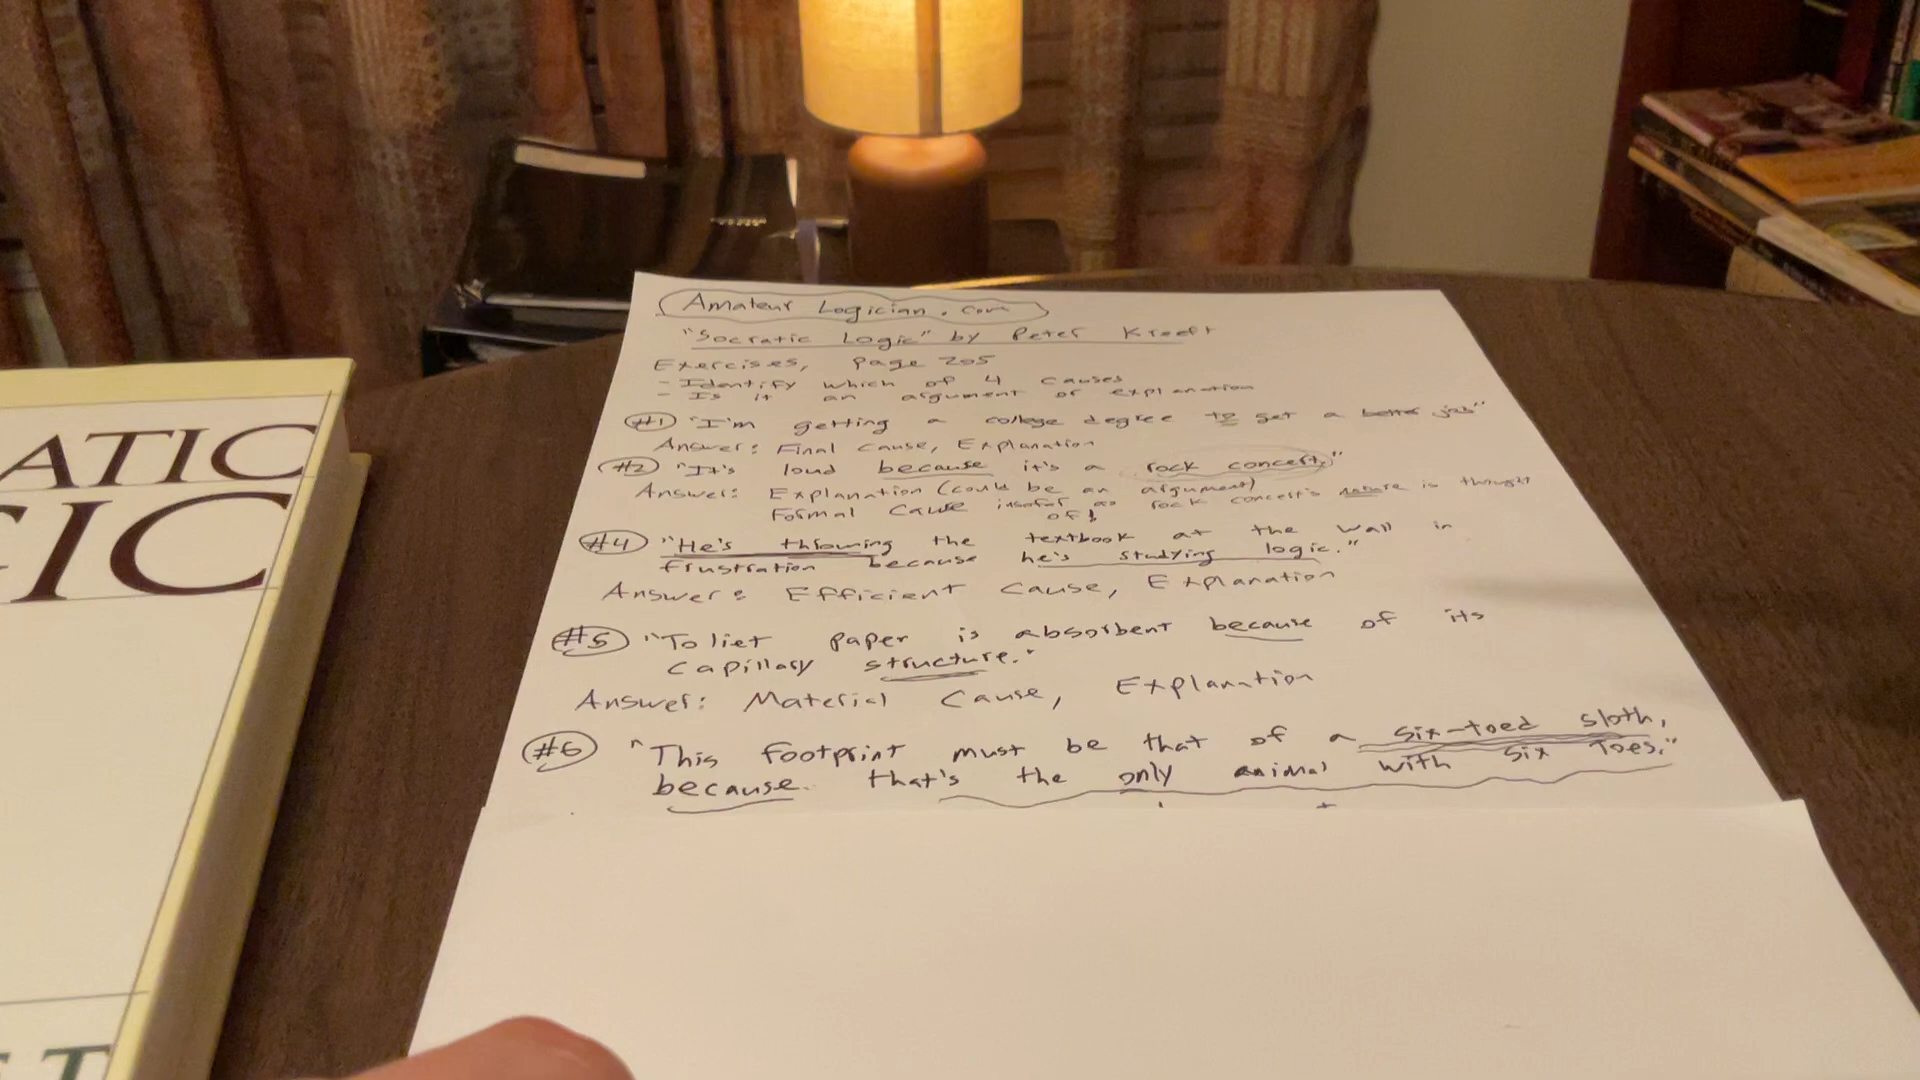 ATIC
GIC
ET
Amateur Logician.com
"Socratic Logic" by Peter Kreeft
Exercises, page 205
- Identify which of 4 causes
- Is it an argument or explanation
#1 "I'm getting a college degree to get a better job"
Answer: Final Cause, Explanation
#2 "It's loud because it's a rock concert."
Answer: Explanation (could be an argument)
Formal Cause insofar as rock concert's nature is thought
of!
#4 "He's throwing the textbook at the wall in
frustration because he's studying logic."
Answer: Efficient Cause, Explanation
#5 "Toliet paper is absorbent because of its
capillary structure."
Answer: Material Cause, Explanation
#6 "This footprint must be that of a six-toed sloth,
because that's the only animal with six toes."